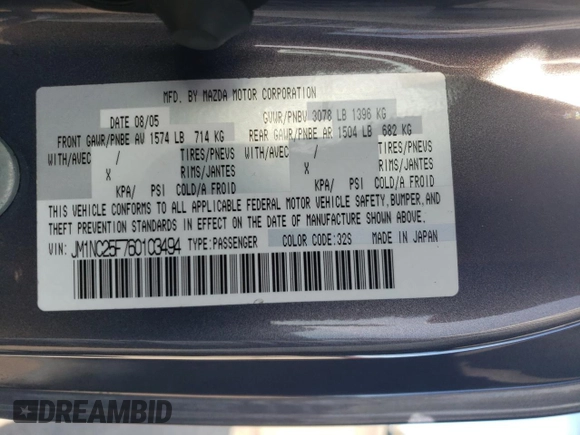 MFD. BY MAZDA MOTOR CORPORATION
DATE 08/05 GVWR/PNBV 3078 LB 1396 KG
FRONT GAWR/PNBE AV 1574 LB 714 KG REAR GAWR/PNBE AR 1504 LB 682 KG
WITH/AVEC / TIRES/PNEUS WITH/AVEC / TIRES/PNEUS
X RIMS/JANTES X RIMS/JANTES
KPA/ PSI COLD/A FROID KPA/ PSI COLD/A FROID
THIS VEHICLE CONFORMS TO ALL APPLICABLE FEDERAL MOTOR VEHICLE SAFETY,BUMPER,AND
THEFT PREVENTION STANDARDS IN EFFECT ON THE DATE OF MANUFACTURE SHOWN ABOVE.
VIN: JM1NC25F760103494 TYPE:PASSENGER COLOR CODE:32S MADE IN JAPAN
DREAMBID